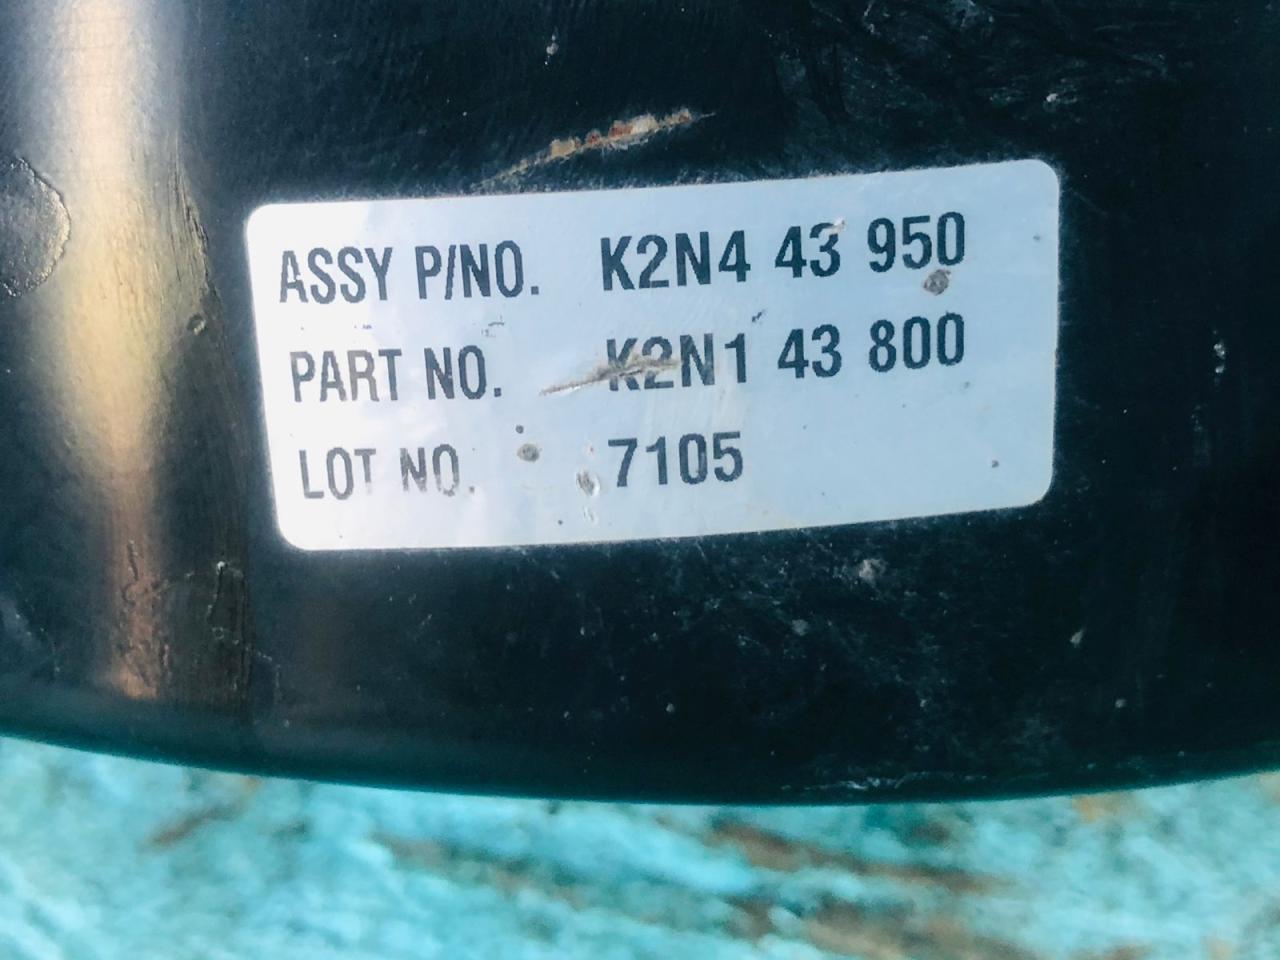 ASSY P/NO. K2N4 43 950
PART NO. K2N1 43 800
LOT NO. 7105